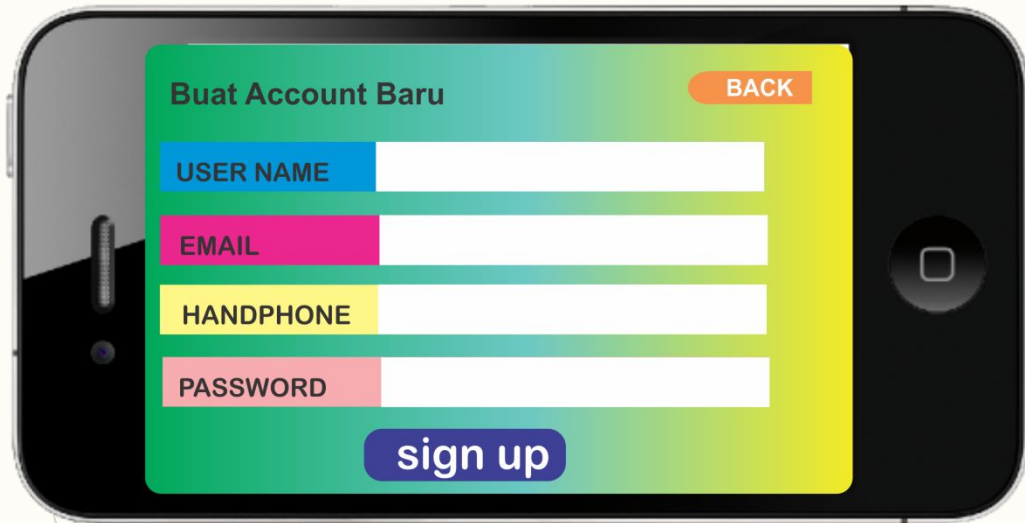 Buat Account Baru
BACK
USER NAME
EMAIL
HANDPHONE
PASSWORD
sign up